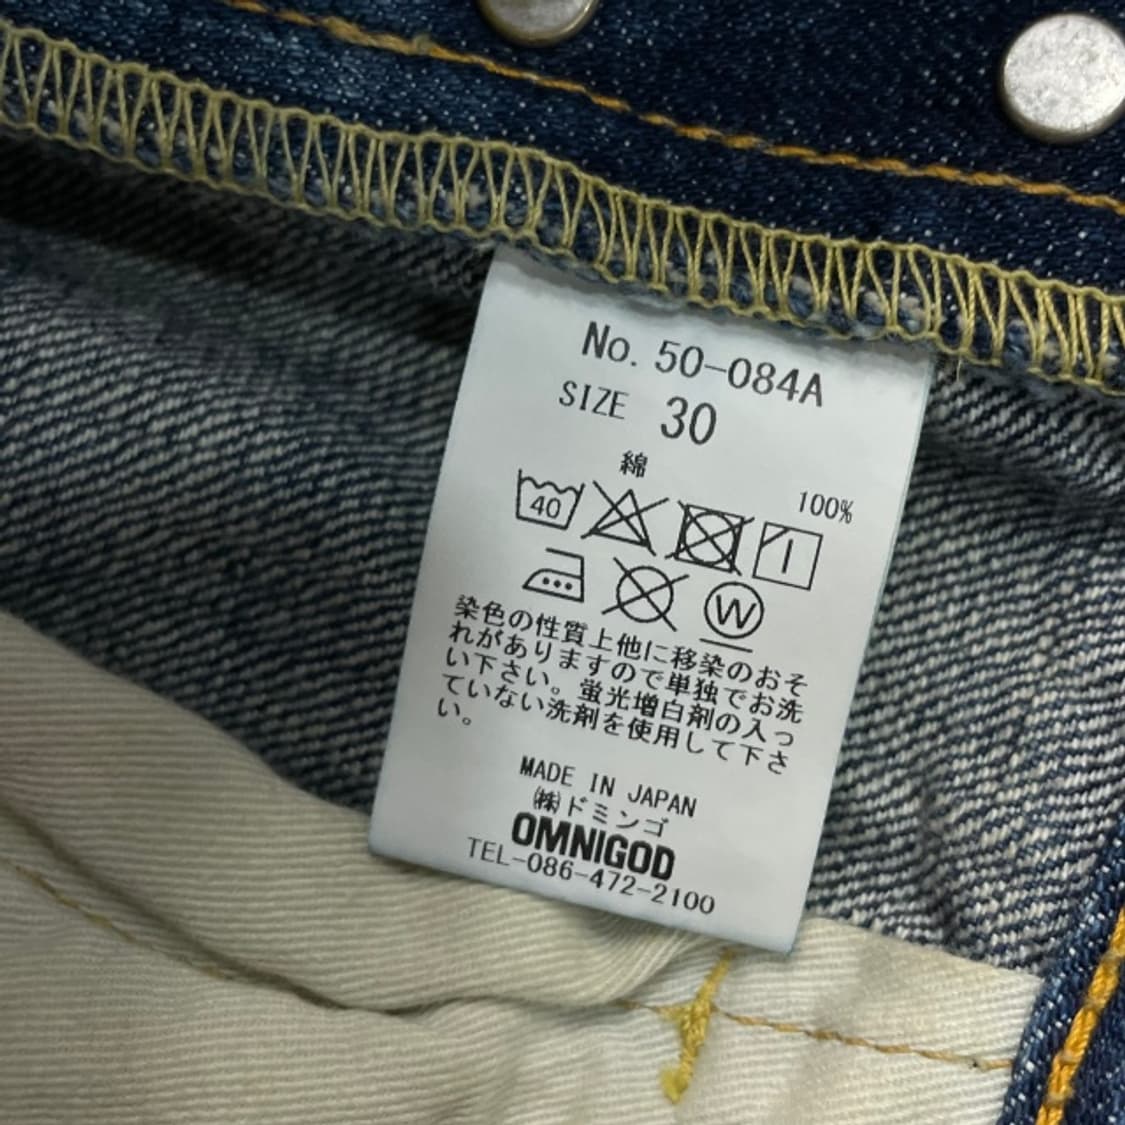 No. 50-084A
SIZE 30
綿
100%
40
W
染色の性質上他に移染のおそ
れがありますので単独でお洗
い下さい。蛍光増白剤の入っ
ていない洗剤を使用して下さ
い。
MADE IN JAPAN
㈱ドミンゴ
OMNIGOD
TEL-086-472-2100